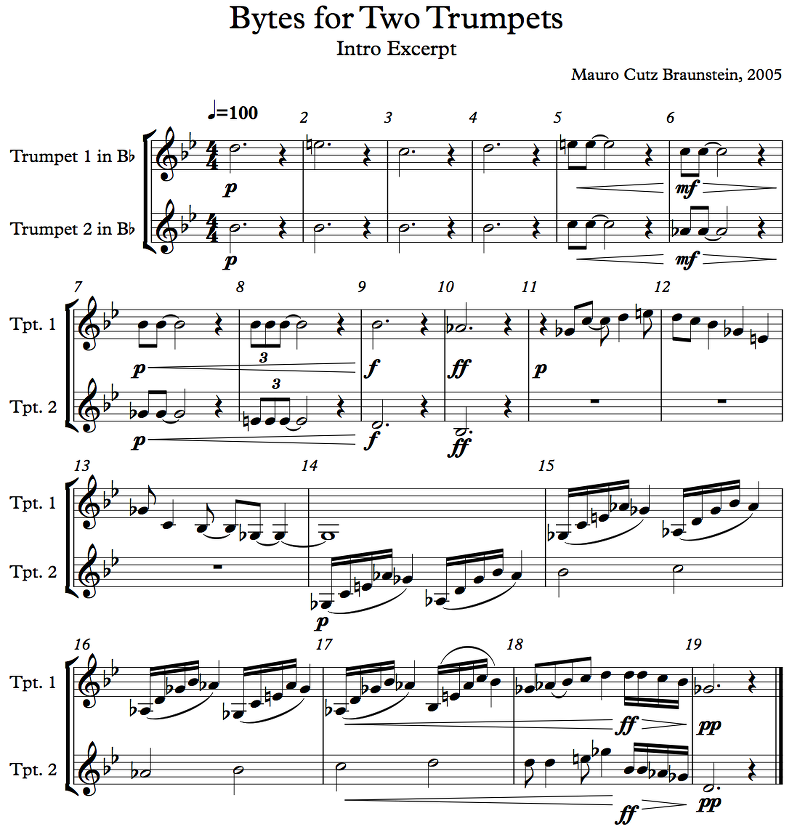 Bytes for Two Trumpets
Intro Excerpt
Mauro Cutz Braunstein, 2005
♩=100
2 3 4 5 6
Trumpet 1 in B♭
p mf
Trumpet 2 in B♭
p mf
7 8 9 10 11 12
Tpt. 1
3
p f ff p
3
Tpt. 2
p f ff
13 14 15
Tpt. 1
Tpt. 2
p
16 17 18 19
Tpt. 1
ff pp
Tpt. 2
ff pp